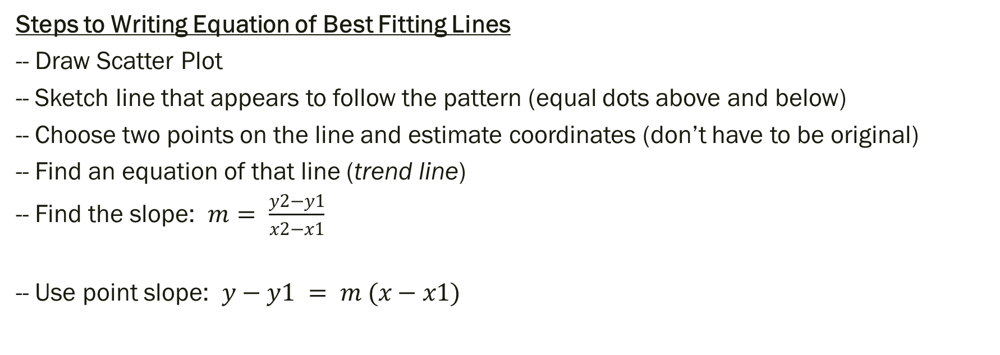 Steps to Writing Equation of Best Fitting Lines
-- Draw Scatter Plot
-- Sketch line that appears to follow the pattern (equal dots above and below)
-- Choose two points on the line and estimate coordinates (don’t have to be original)
-- Find an equation of that line (trend line)
-- Find the slope: m = y2−y1 / x2−x1
-- Use point slope: y − y1 = m (x − x1)